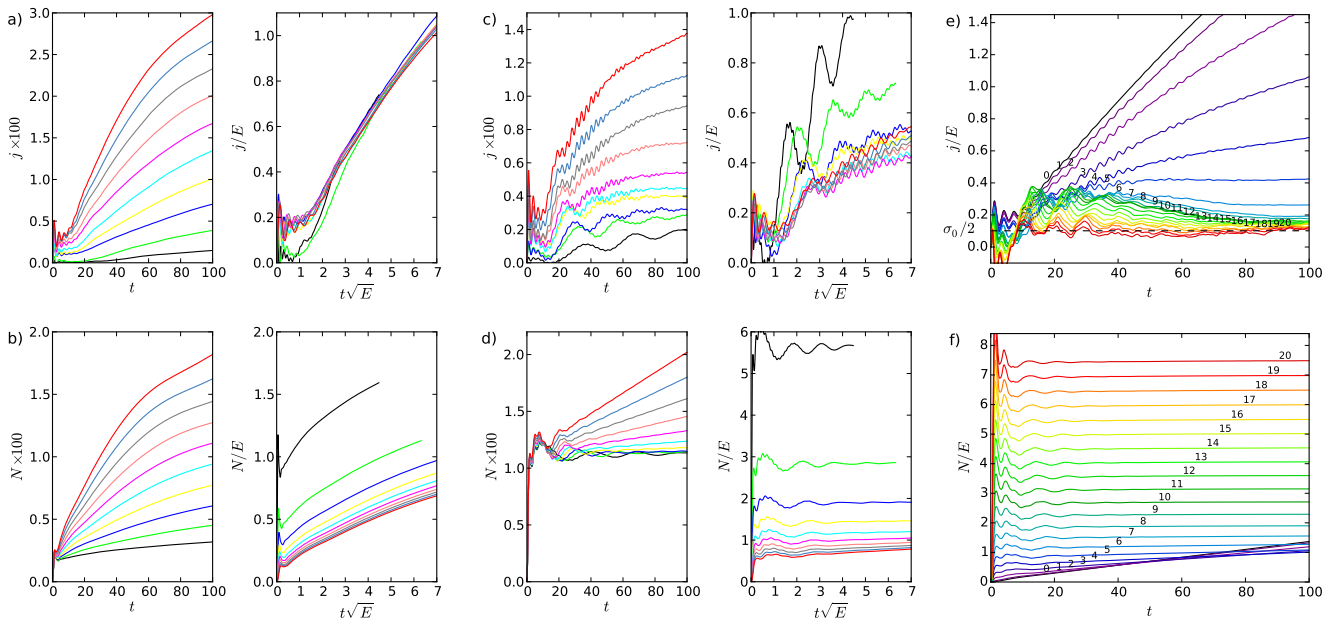 a)
3.0
2.5
2.0
1.5
1.0
0.5
0.0
j ×100
0 20 40 60 80 100
t
1.0
0.8
0.6
0.4
0.2
0.0
j/E
0 1 2 3 4 5 6 7
t√E
c)
1.4
1.2
1.0
0.8
0.6
0.4
0.2
0.0
j ×100
0 20 40 60 80 100
t
1.0
0.8
0.6
0.4
0.2
0.0
j/E
0 1 2 3 4 5 6 7
t√E
e)
1.4
1.2
1.0
0.8
0.6
0.4
0.2
σ₀/2
0.0
j/E
0 1 2 3 4 5 6 7 8 9 10 11 12 13 14 15 16 17 18 19 20
0 20 40 60 80 100
t
b)
2.0
1.5
1.0
0.5
0.0
N ×100
0 20 40 60 80 100
t
2.0
1.5
1.0
0.5
0.0
N/E
0 1 2 3 4 5 6 7
t√E
d)
2.0
1.5
1.0
0.5
0.0
N ×100
0 20 40 60 80 100
t
6
5
4
3
2
1
0
N/E
0 1 2 3 4 5 6 7
t√E
f)
8
7
6
5
4
3
2
1
0
N/E
20
19
18
17
16
15
14
13
12
11
10
9
8
7
6
0 1 2 3 4 5
0 20 40 60 80 100
t